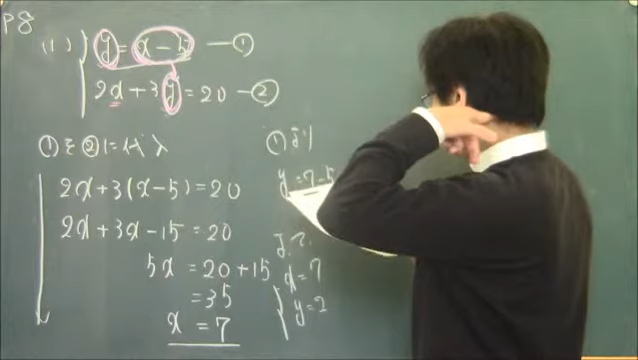 P8
(1) { y = x - 5 —①
2x + 3y = 20 —②
①を②に代入
2x + 3(x - 5) = 20
2x + 3x - 15 = 20
5x = 20 + 15
= 35
x = 7
①より
y = 7 - 5
よって
{ x = 7
y = 2